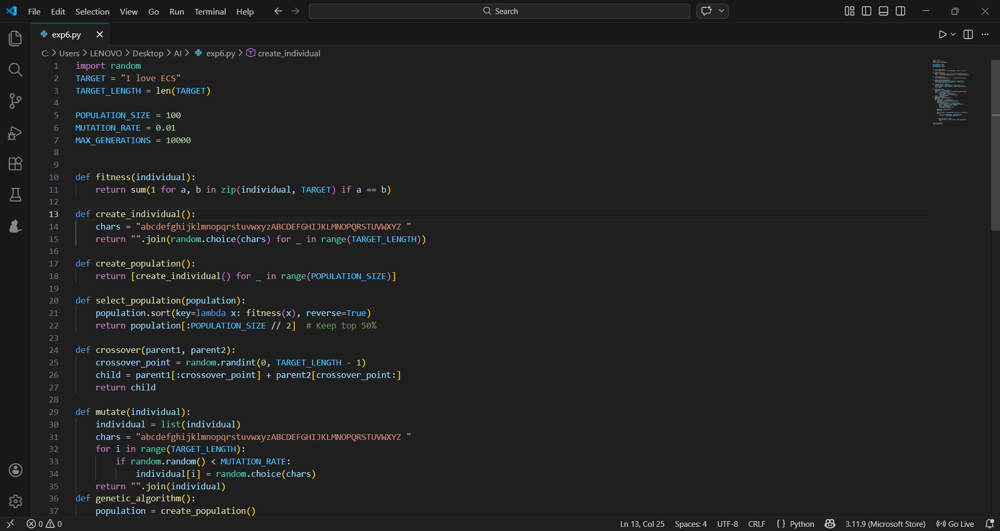 File Edit Selection View Go Run Terminal Help Search
exp6.py
C: > Users > LENOVO > Desktop > AI > exp6.py > create_individual
1 import random
2 TARGET = "I love ECS"
3 TARGET_LENGTH = len(TARGET)
4
5 POPULATION_SIZE = 100
6 MUTATION_RATE = 0.01
7 MAX_GENERATIONS = 10000
8
9
10 def fitness(individual):
11     return sum(1 for a, b in zip(individual, TARGET) if a == b)
12
13 def create_individual():
14     chars = "abcdefghijklmnopqrstuvwxyzABCDEFGHIJKLMNOPQRSTUVWXYZ "
15     return "".join(random.choice(chars) for _ in range(TARGET_LENGTH))
16
17 def create_population():
18     return [create_individual() for _ in range(POPULATION_SIZE)]
19
20 def select_population(population):
21     population.sort(key=lambda x: fitness(x), reverse=True)
22     return population[:POPULATION_SIZE // 2]  # Keep top 50%
23
24 def crossover(parent1, parent2):
25     crossover_point = random.randint(0, TARGET_LENGTH - 1)
26     child = parent1[:crossover_point] + parent2[crossover_point:]
27     return child
28
29 def mutate(individual):
30     individual = list(individual)
31     chars = "abcdefghijklmnopqrstuvwxyzABCDEFGHIJKLMNOPQRSTUVWXYZ "
32     for i in range(TARGET_LENGTH):
33         if random.random() < MUTATION_RATE:
34             individual[i] = random.choice(chars)
35     return "".join(individual)
36 def genetic_algorithm():
37     population = create_population()
0 0 Ln 13, Col 25 Spaces: 4 UTF-8 CRLF {} Python 3.11.9 (Microsoft Store) Go Live